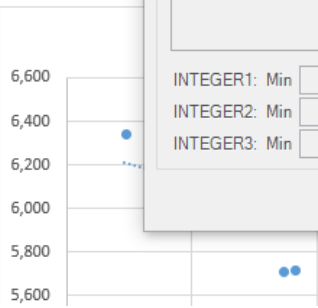 6,600
INTEGER1: Min
6,400
INTEGER2: Min
INTEGER3: Min
6,200
6,000
5,800
5,600